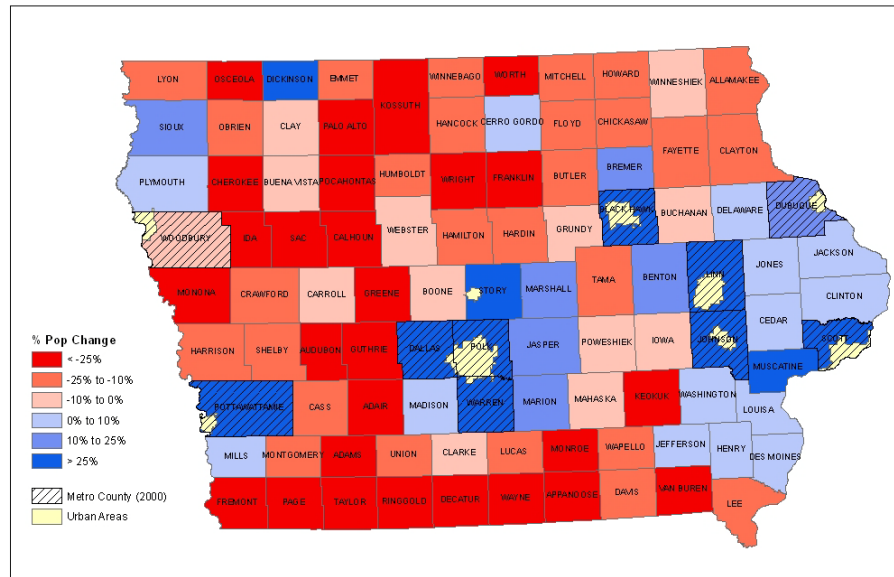 LYON OSCEOLA DICKINSON EMMET WINNEBAGO WORTH MITCHELL HOWARD WINNESHIEK ALLAMAKEE
KOSSUTH
SIOUX OBRIEN CLAY PALO ALTO HANCOCK CERRO GORDO FLOYD CHICKASAW
FAYETTE CLAYTON
PLYMOUTH CHEROKEE BUENA VISTA POCAHONTAS HUMBOLDT WRIGHT FRANKLIN BUTLER BREMER
WOODBURY IDA SAC CALHOUN WEBSTER HAMILTON HARDIN GRUNDY BLACK HAWK BUCHANAN DELAWARE DUBUQUE
MONONA CRAWFORD CARROLL GREENE BOONE STORY MARSHALL TAMA BENTON LINN JONES JACKSON
CLINTON
CEDAR
HARRISON SHELBY AUDUBON GUTHRIE DALLAS POLK JASPER POWESHIEK IOWA JOHNSON SCOTT
MUSCATINE
POTTAWATTAMIE CASS ADAIR MADISON WARREN MARION MAHASKA KEOKUK WASHINGTON
LOUISA
MILLS MONTGOMERY ADAMS UNION CLARKE LUCAS MONROE WAPELLO JEFFERSON HENRY DES MOINES
FREMONT PAGE TAYLOR RINGGOLD DECATUR WAYNE APPANOOSE DAVIS VAN BUREN LEE
% Pop Change
< -25%
-25% to -10%
-10% to 0%
0% to 10%
10% to 25%
> 25%
Metro County (2000)
Urban Areas